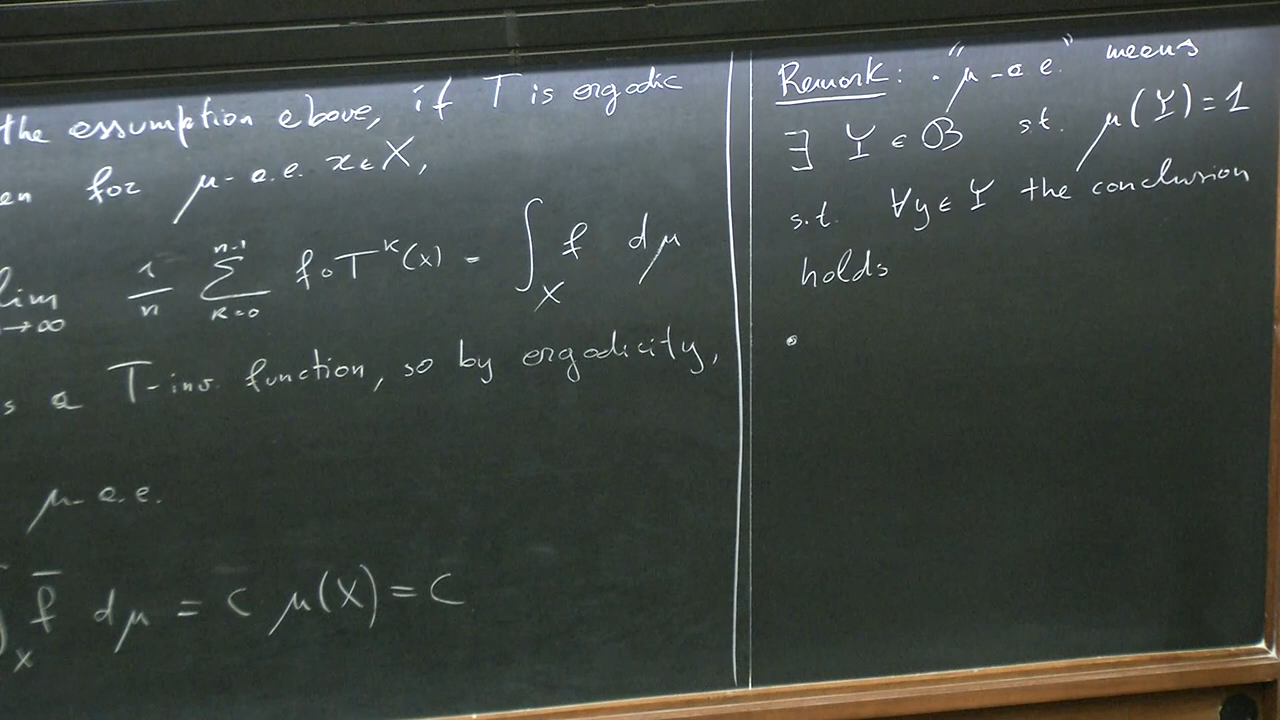 the assumption above, if T is ergodic
en for μ-a.e. x ∈ X,
lim 1/n Σ f∘T^k(x) = ∫_X f dμ
n-1
→∞ k=0
s a T-inv. function, so by ergodicity,
μ-a.e.
∫_X f̄ dμ = C μ(X) = C
Remark: . "μ-a e." means
∃ Y ∈ B st. μ(Y) = 1
s.t. ∀y ∈ Y the conclusion
holds
•